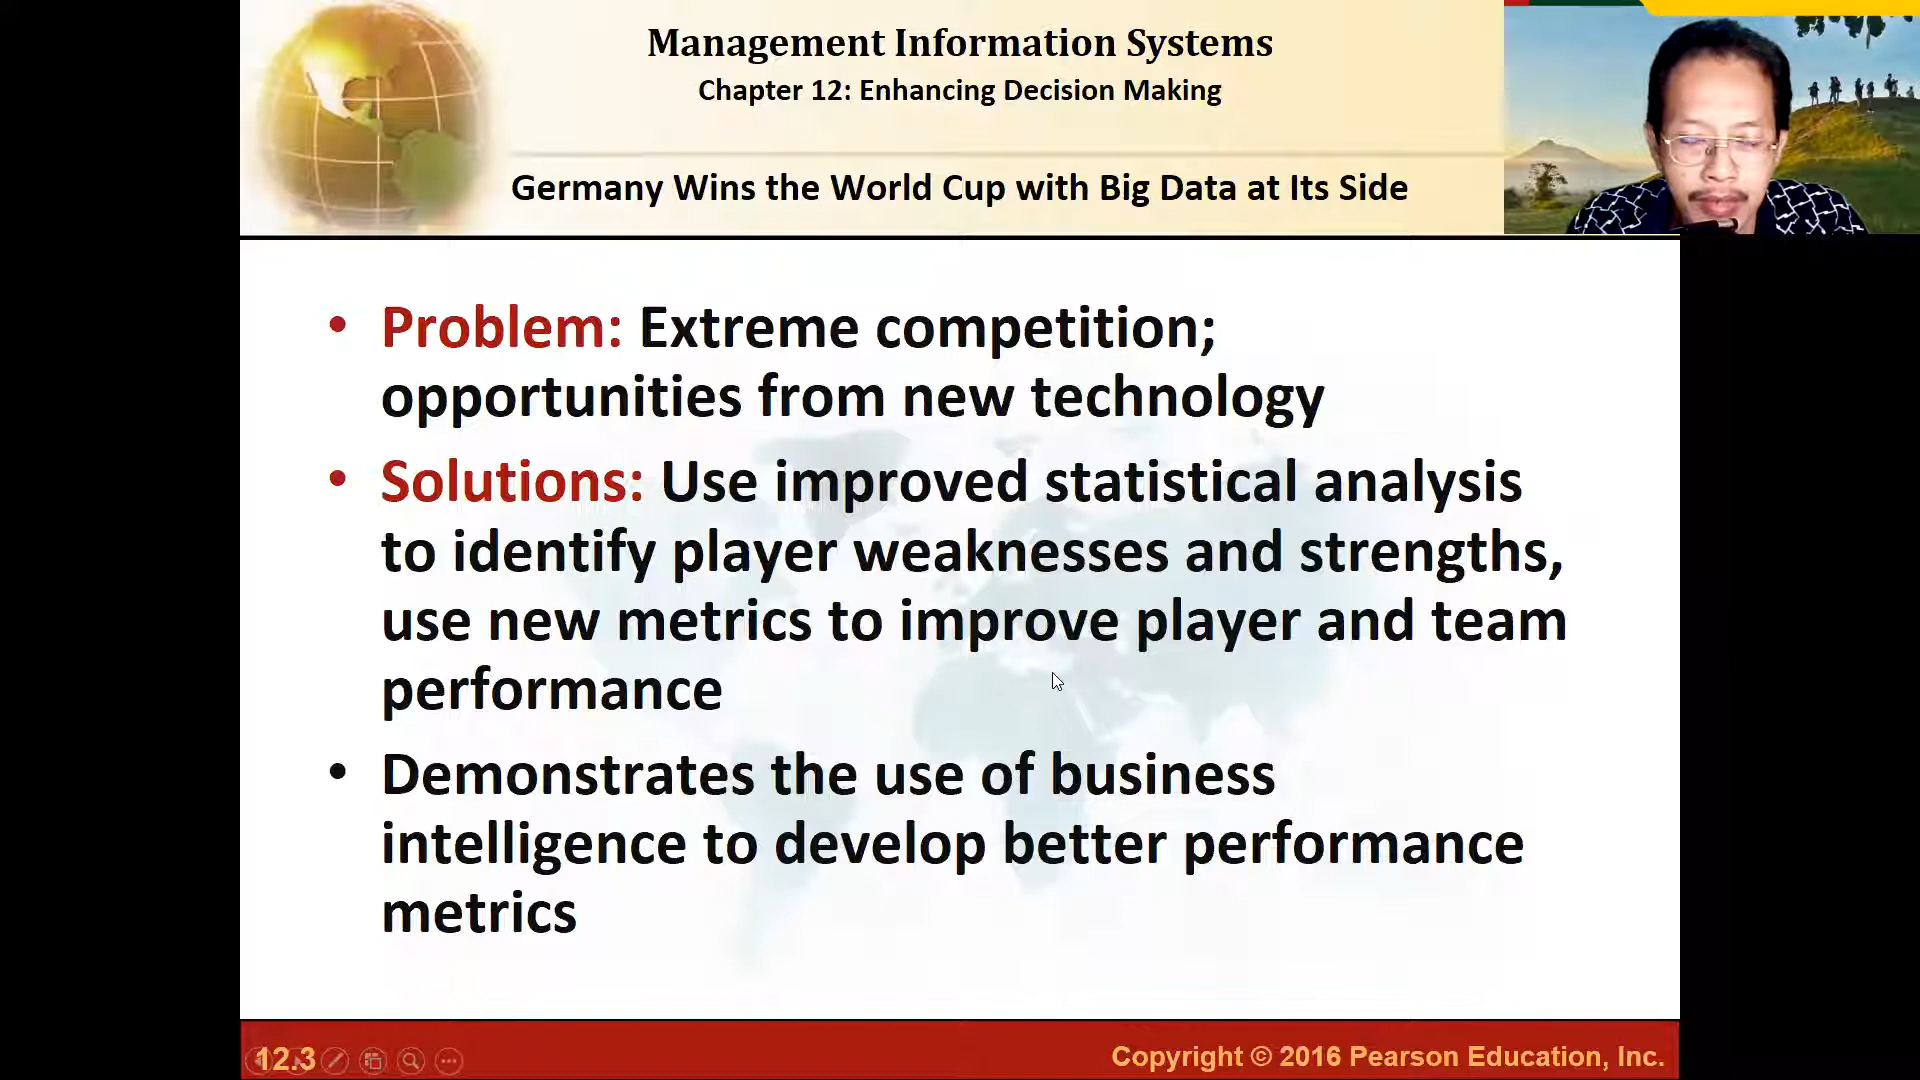 Management Information Systems
Chapter 12: Enhancing Decision Making
Germany Wins the World Cup with Big Data at Its Side
• Problem: Extreme competition;
opportunities from new technology
• Solutions: Use improved statistical analysis
to identify player weaknesses and strengths,
use new metrics to improve player and team
performance
• Demonstrates the use of business
intelligence to develop better performance
metrics
12.3
Copyright © 2016 Pearson Education, Inc.